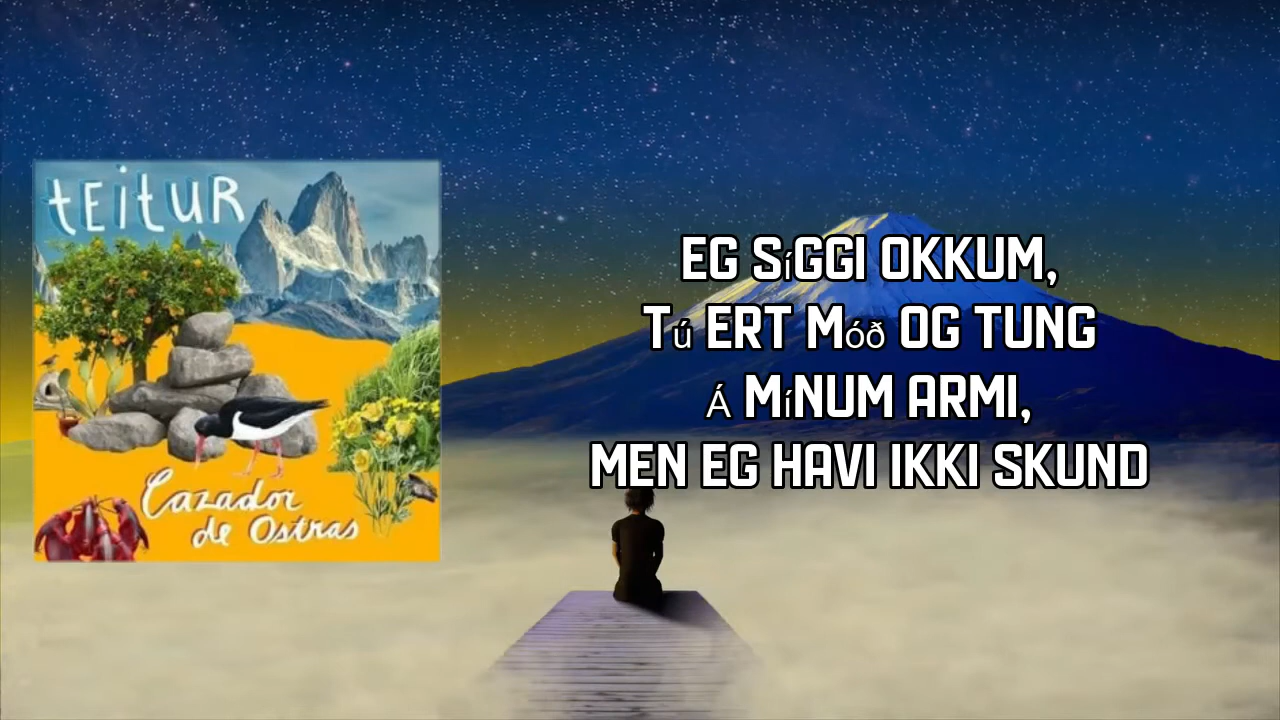 teitur
Cazador
de Ostras
EG SíGGI OKKUM,
Tú ERT Móð OG TUNG
Á MíNUM ARMI,
MEN EG HAVI IKKI SKUND